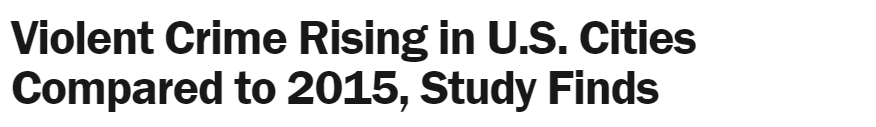 Violent Crime Rising in U.S. Cities
Compared to 2015, Study Finds